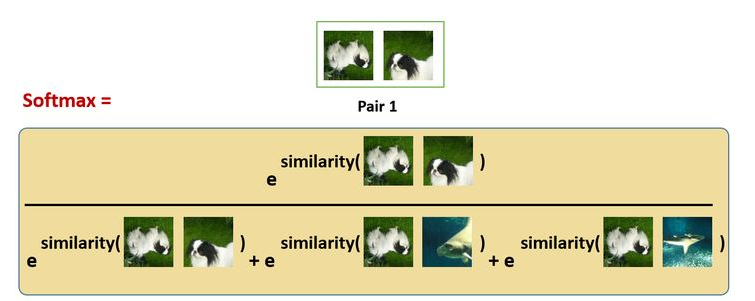 Softmax =
Pair 1
e similarity( )
e similarity( ) + e similarity( ) + e similarity( )